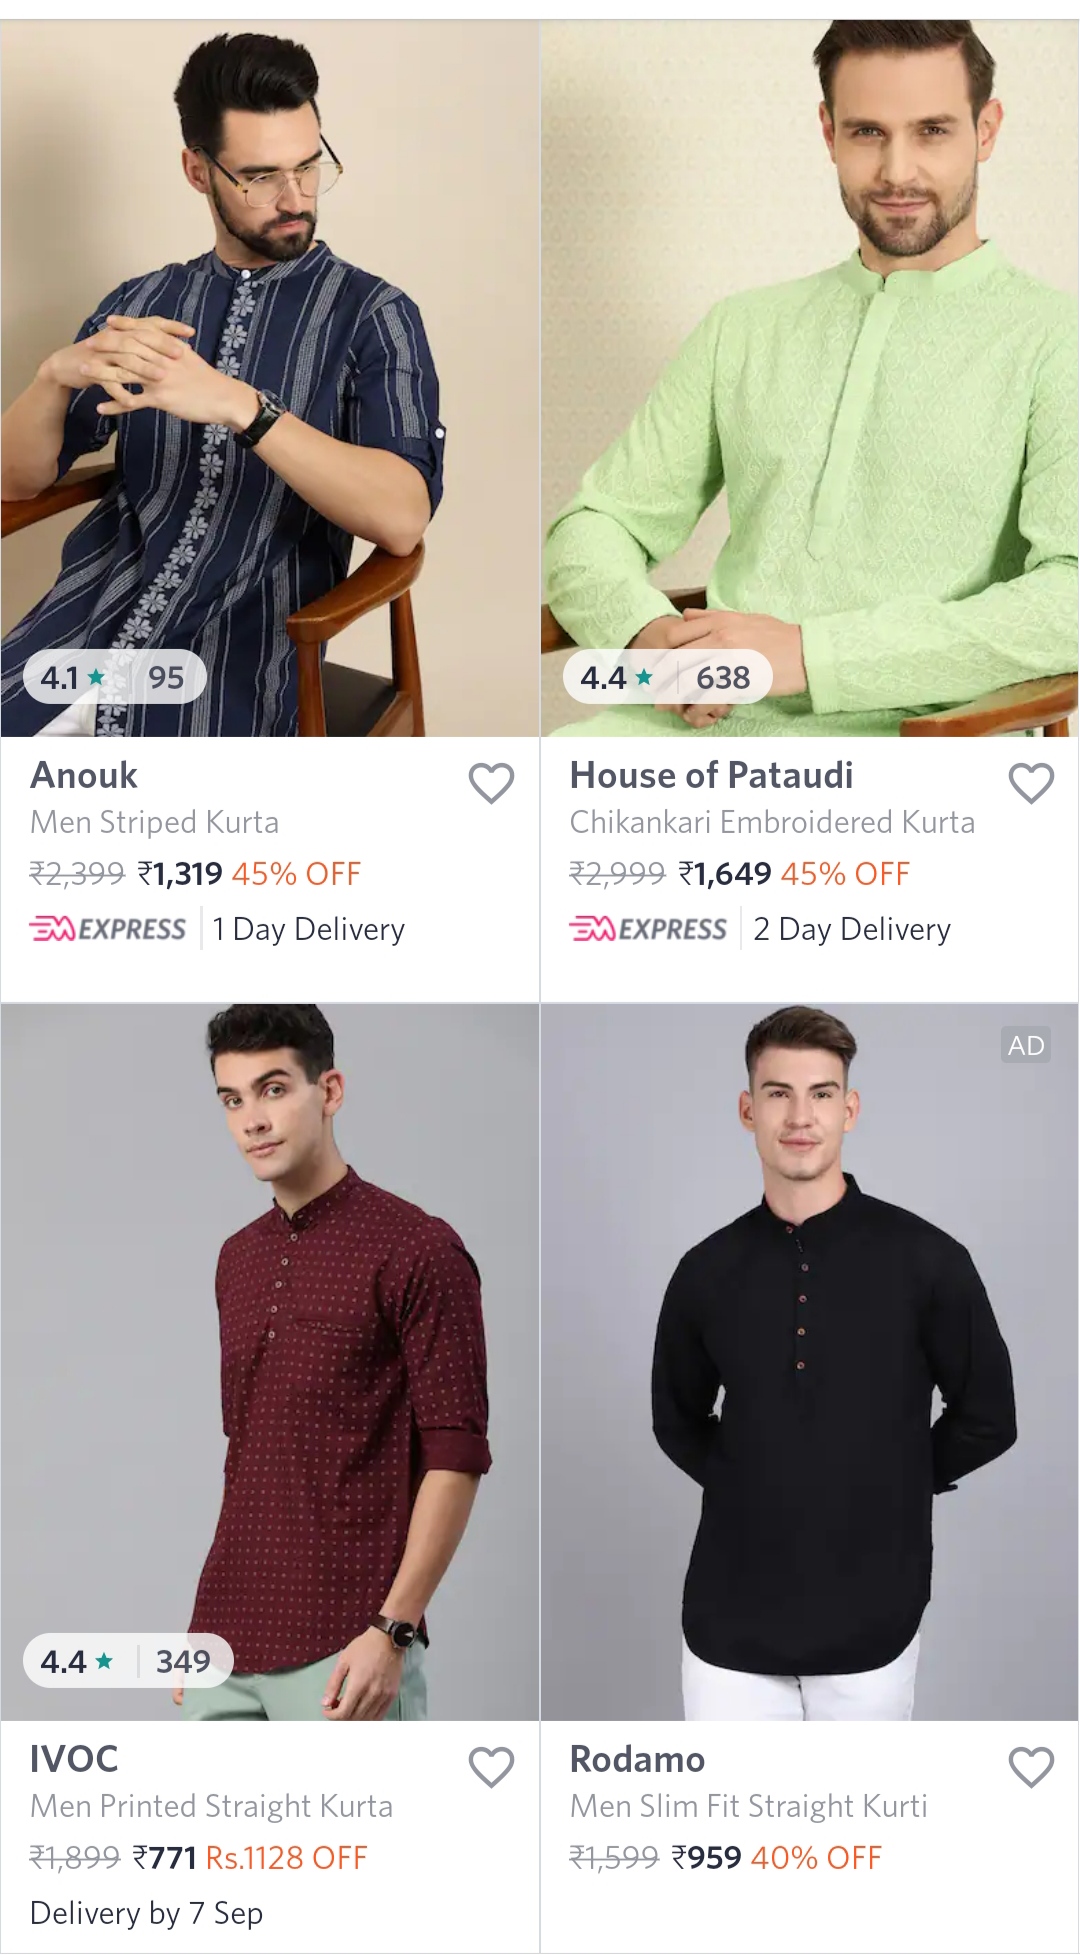 4.1 ★ | 95
4.4 ★ | 638
Anouk
Men Striped Kurta
₹2,399 ₹1,319 45% OFF
EXPRESS | 1 Day Delivery
House of Pataudi
Chikankari Embroidered Kurta
₹2,999 ₹1,649 45% OFF
EXPRESS | 2 Day Delivery
AD
4.4 ★ | 349
IVOC
Men Printed Straight Kurta
₹1,899 ₹771 Rs.1128 OFF
Delivery by 7 Sep
Rodamo
Men Slim Fit Straight Kurti
₹1,599 ₹959 40% OFF